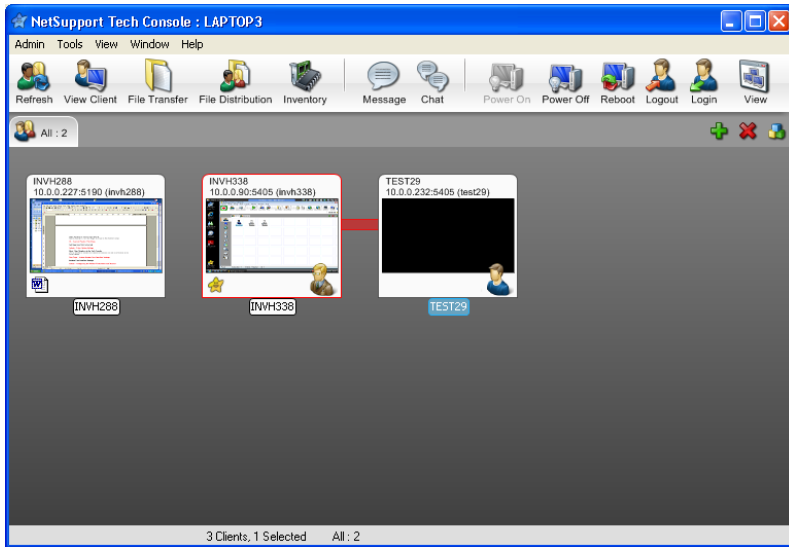 NetSupport Tech Console : LAPTOP3
Admin Tools View Window Help
Refresh View Client File Transfer File Distribution Inventory Message Chat Power On Power Off Reboot Logout Login View
All : 2
INVH288
10.0.0.227:5190 (invh288)
INVH338
10.0.0.90:5405 (invh338)
TEST29
10.0.0.232:5405 (test29)
INVH288
INVH338
TEST29
3 Clients, 1 Selected All : 2